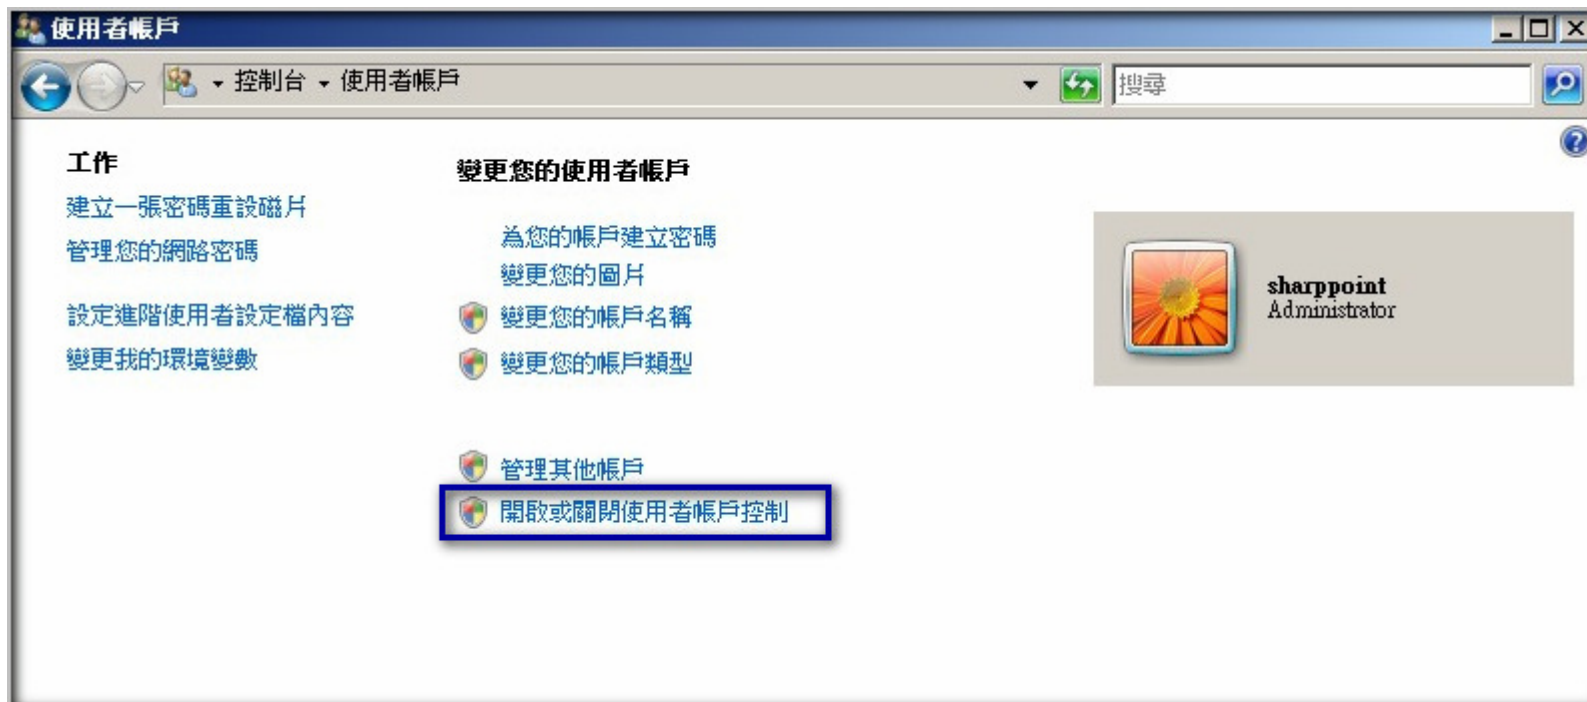 使用者帳戶
控制台 使用者帳戶
搜尋
工作
建立一張密碼重設磁片
管理您的網路密碼
設定進階使用者設定檔內容
變更我的環境變數
變更您的使用者帳戶
為您的帳戶建立密碼
變更您的圖片
變更您的帳戶名稱
變更您的帳戶類型
管理其他帳戶
開啟或關閉使用者帳戶控制
sharppoint
Administrator